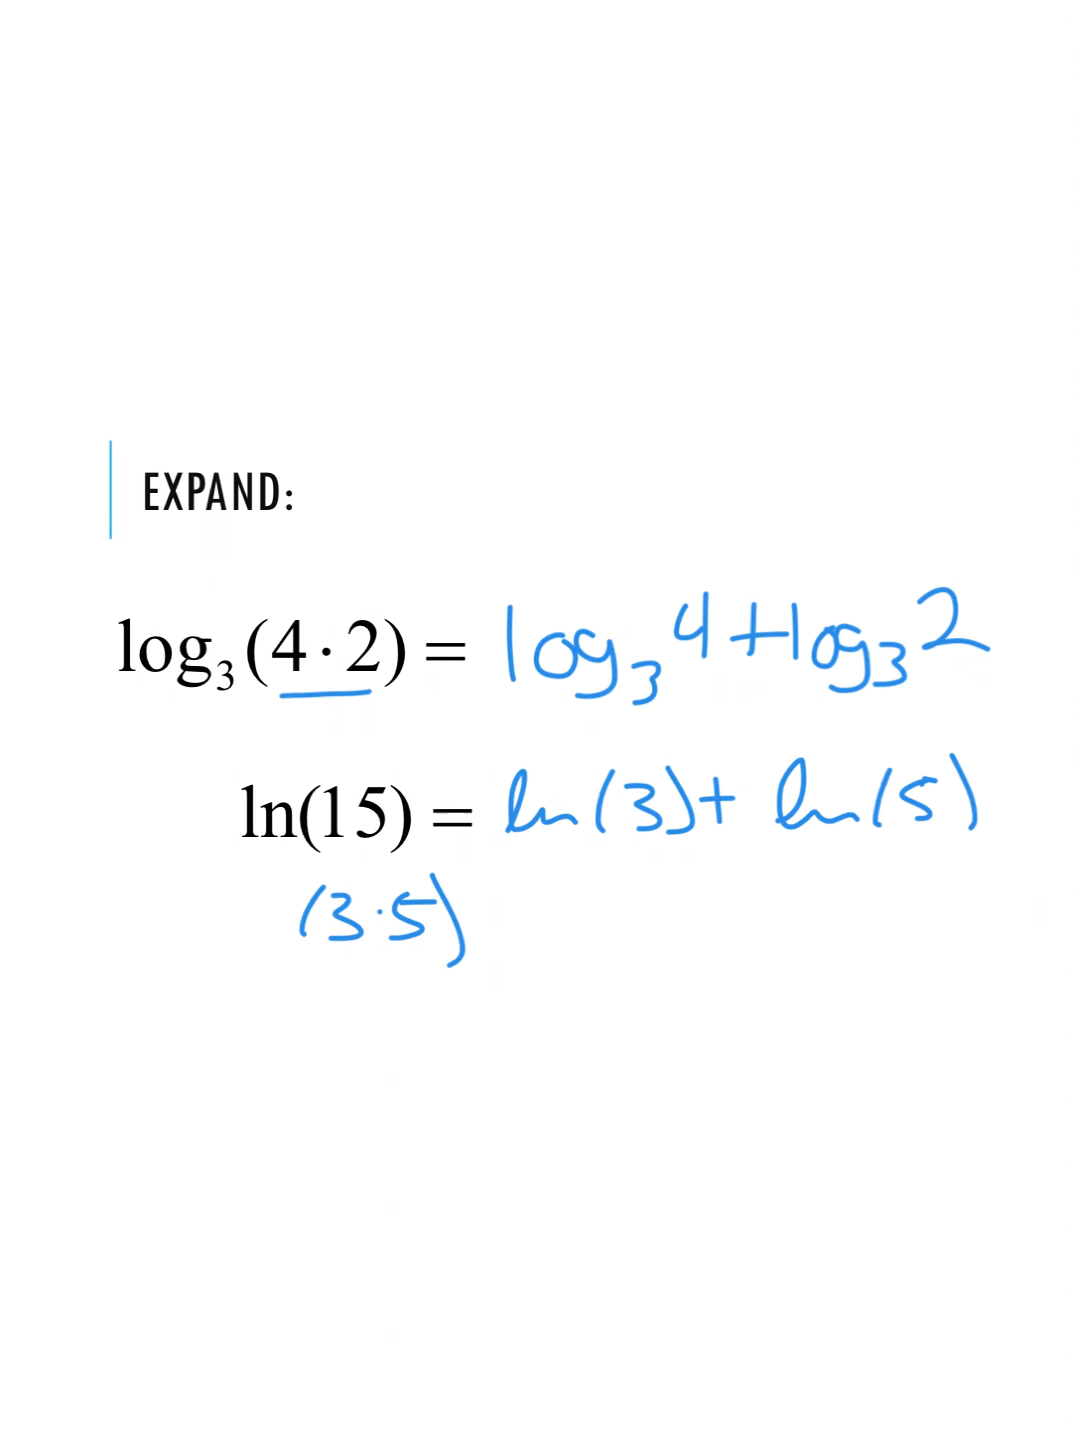 EXPAND:
log₃(4·2) = log₃4+log₃2
ln(15) = ln(3)+ ln(5)
(3·5)